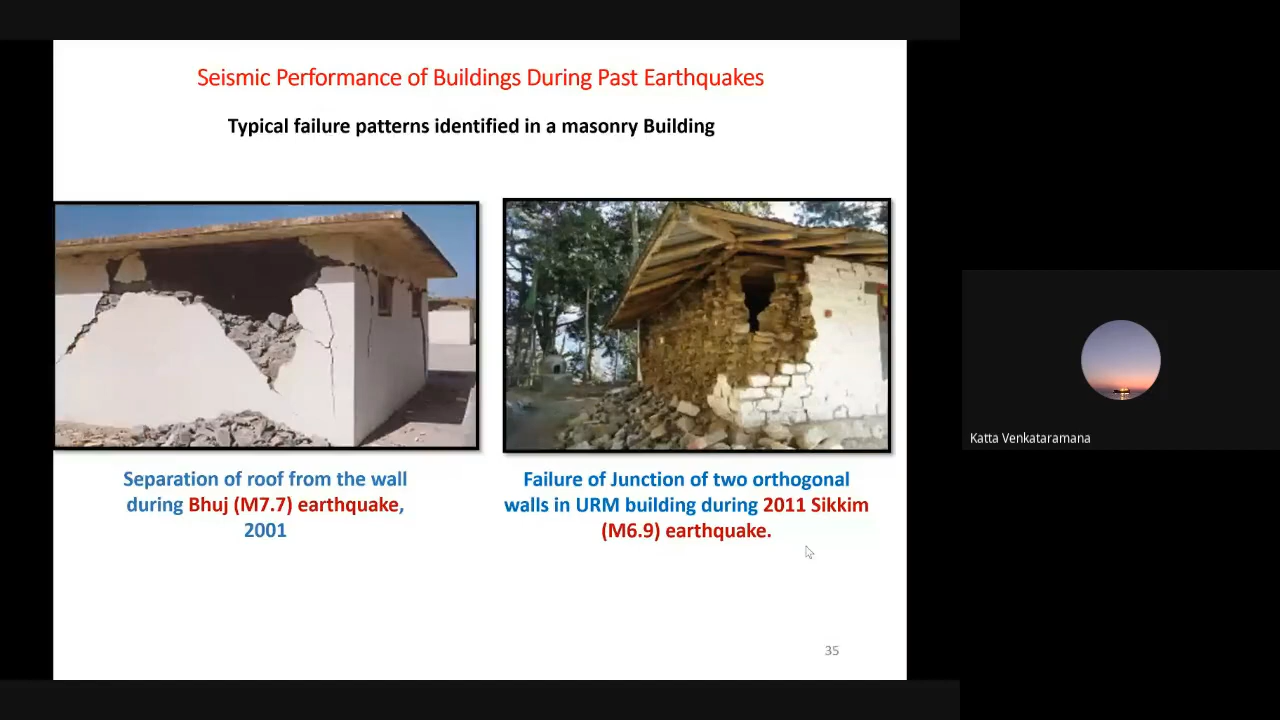 Seismic Performance of Buildings During Past Earthquakes
Typical failure patterns identified in a masonry Building
Separation of roof from the wall
during Bhuj (M7.7) earthquake,
2001
Failure of Junction of two orthogonal
walls in URM building during 2011 Sikkim
(M6.9) earthquake.
35
Katta Venkataramana